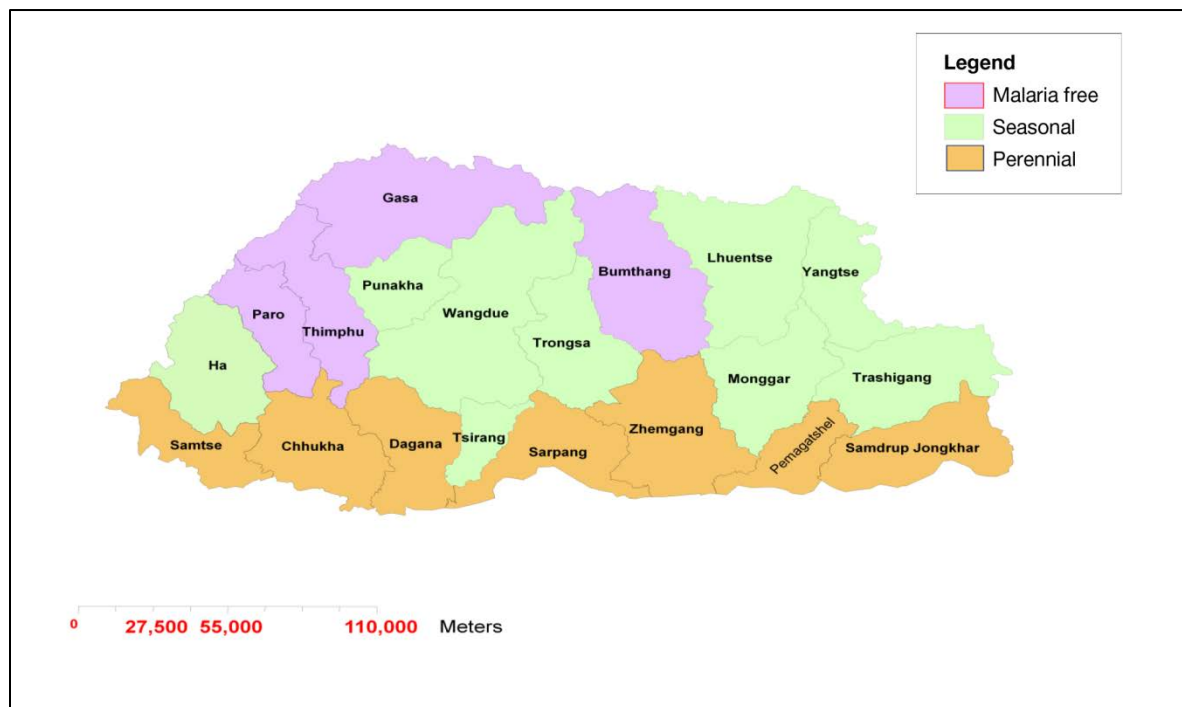 Legend
Malaria free
Seasonal
Perennial
Gasa
Bumthang
Lhuentse
Yangtse
Punakha
Wangdue
Paro
Thimphu
Trongsa
Ha
Monggar
Trashigang
Samtse
Chhukha
Dagana
Tsirang
Sarpang
Zhemgang
Pemagatshel
Samdrup Jongkhar
0 27,500 55,000 110,000 Meters